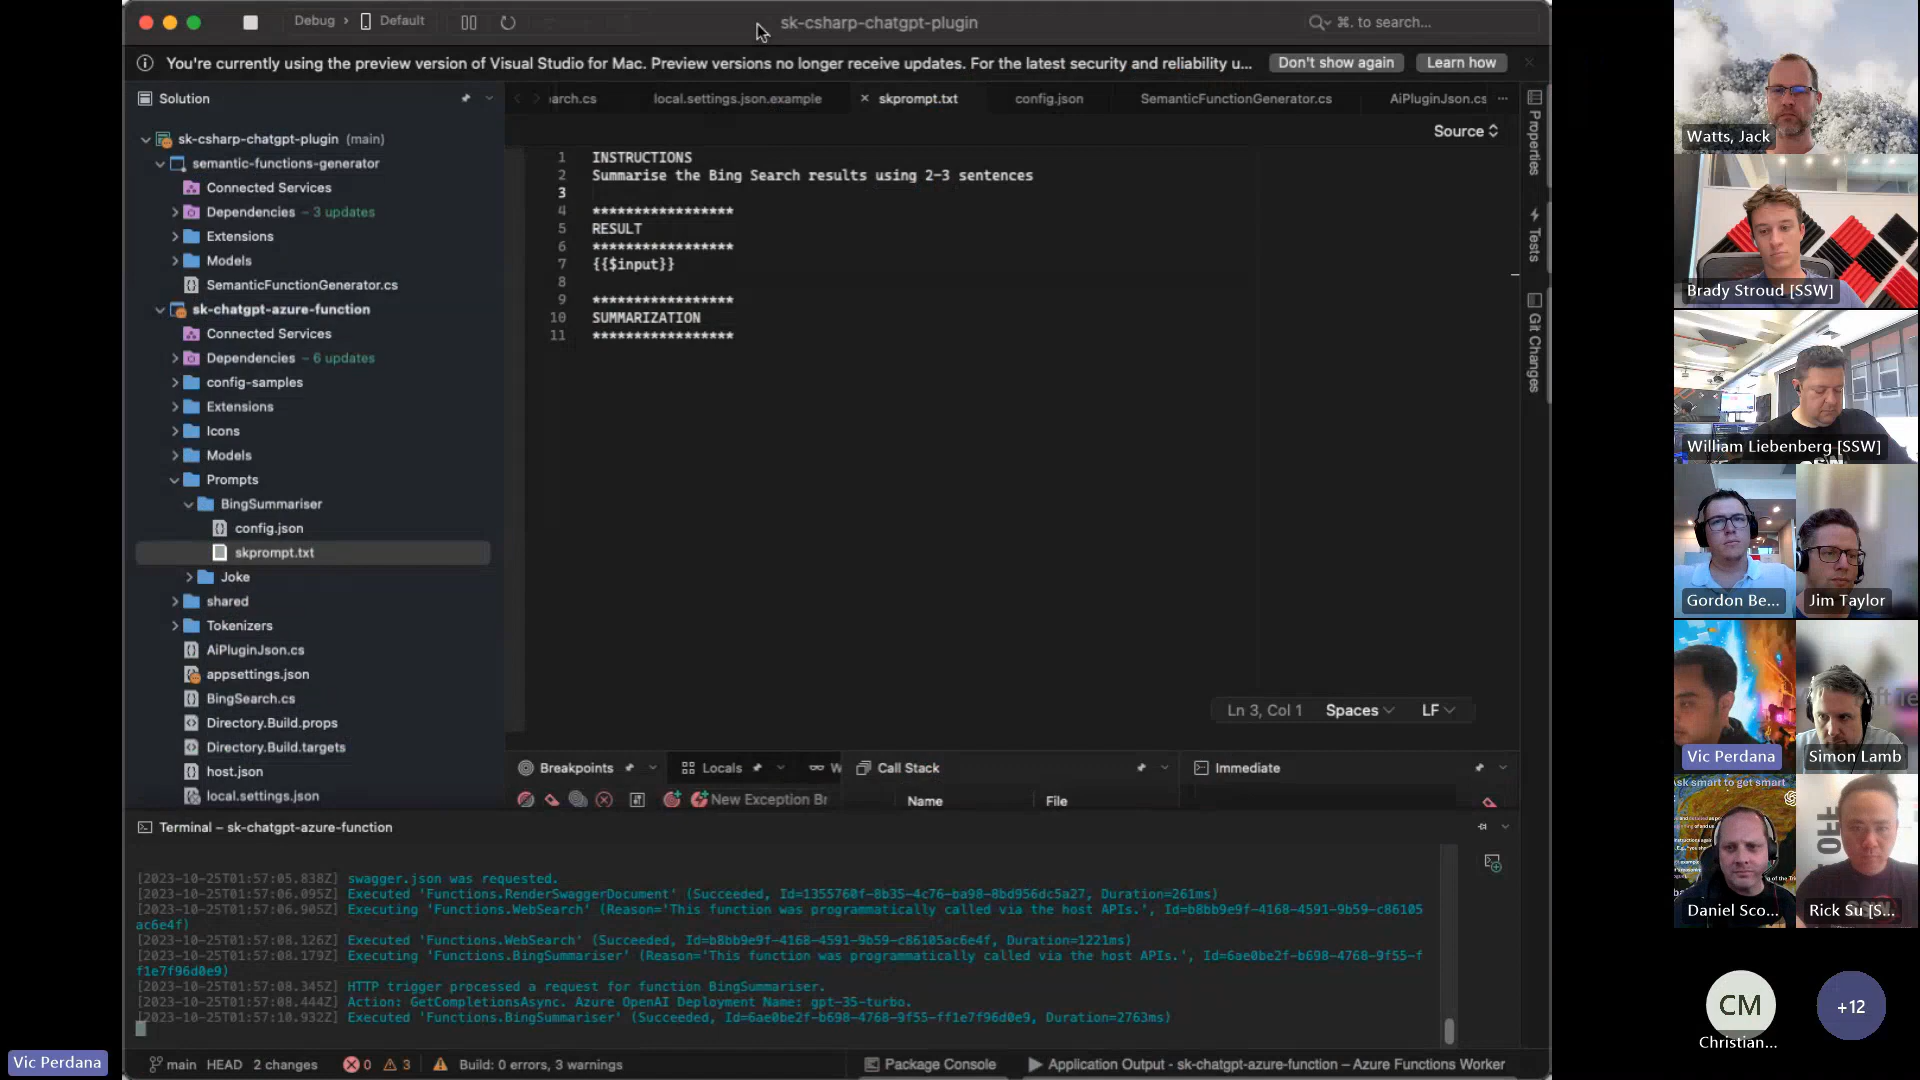 Debug
Default
sk-csharp-chatgpt-plugin
⌘. to search...
You're currently using the preview version of Visual Studio for Mac. Preview versions no longer receive updates. For the latest security and reliability u...
Don't show again
Learn how
Solution
arch.cs
local.settings.json.example
skprompt.txt
config.json
SemanticFunctionGenerator.cs
AiPluginJson.cs
Source
Properties
Tests
Git Changes
sk-csharp-chatgpt-plugin (main)
semantic-functions-generator
Connected Services
Dependencies – 3 updates
Extensions
Models
SemanticFunctionGenerator.cs
sk-chatgpt-azure-function
Connected Services
Dependencies – 6 updates
config-samples
Extensions
Icons
Models
Prompts
BingSummariser
config.json
skprompt.txt
Joke
shared
Tokenizers
AiPluginJson.cs
appsettings.json
BingSearch.cs
Directory.Build.props
Directory.Build.targets
host.json
local.settings.json
1 INSTRUCTIONS
2 Summarise the Bing Search results using 2-3 sentences
3
4 *****************
5 RESULT
6 *****************
7 {{$input}}
8
9 *****************
10 SUMMARIZATION
11 *****************
Ln 3, Col 1
Spaces
LF
Breakpoints
Locals
W
Call Stack
Immediate
New Exception Br
Name
File
Terminal – sk-chatgpt-azure-function
[2023-10-25T01:57:05.838Z] swagger.json was requested.
[2023-10-25T01:57:06.095Z] Executed 'Functions.RenderSwaggerDocument' (Succeeded, Id=1355760f-8b35-4c76-ba98-8bd956dc5a27, Duration=261ms)
[2023-10-25T01:57:06.905Z] Executing 'Functions.WebSearch' (Reason='This function was programmatically called via the host APIs.', Id=b8bb9e9f-4168-4591-9b59-c86105
ac6e4f)
[2023-10-25T01:57:08.126Z] Executed 'Functions.WebSearch' (Succeeded, Id=b8bb9e9f-4168-4591-9b59-c86105ac6e4f, Duration=1221ms)
[2023-10-25T01:57:08.179Z] Executing 'Functions.BingSummariser' (Reason='This function was programmatically called via the host APIs.', Id=6ae0be2f-b698-4768-9f55-f
f1e7f96d0e9)
[2023-10-25T01:57:08.345Z] HTTP trigger processed a request for function BingSummariser.
[2023-10-25T01:57:08.444Z] Action: GetCompletionsAsync. Azure OpenAI Deployment Name: gpt-35-turbo.
[2023-10-25T01:57:10.932Z] Executed 'Functions.BingSummariser' (Succeeded, Id=6ae0be2f-b698-4768-9f55-ff1e7f96d0e9, Duration=2763ms)
main HEAD 2 changes
0
3
Build: 0 errors, 3 warnings
Package Console
Application Output - sk-chatgpt-azure-function – Azure Functions Worker
Vic Perdana
Watts, Jack
Brady Stroud [SSW]
William Liebenberg [SSW]
Gordon Be...
Jim Taylor
Vic Perdana
Simon Lamb
Ask smart to get smart
OFF
Daniel Sco...
Rick Su [S...
CM
+12
Christian...